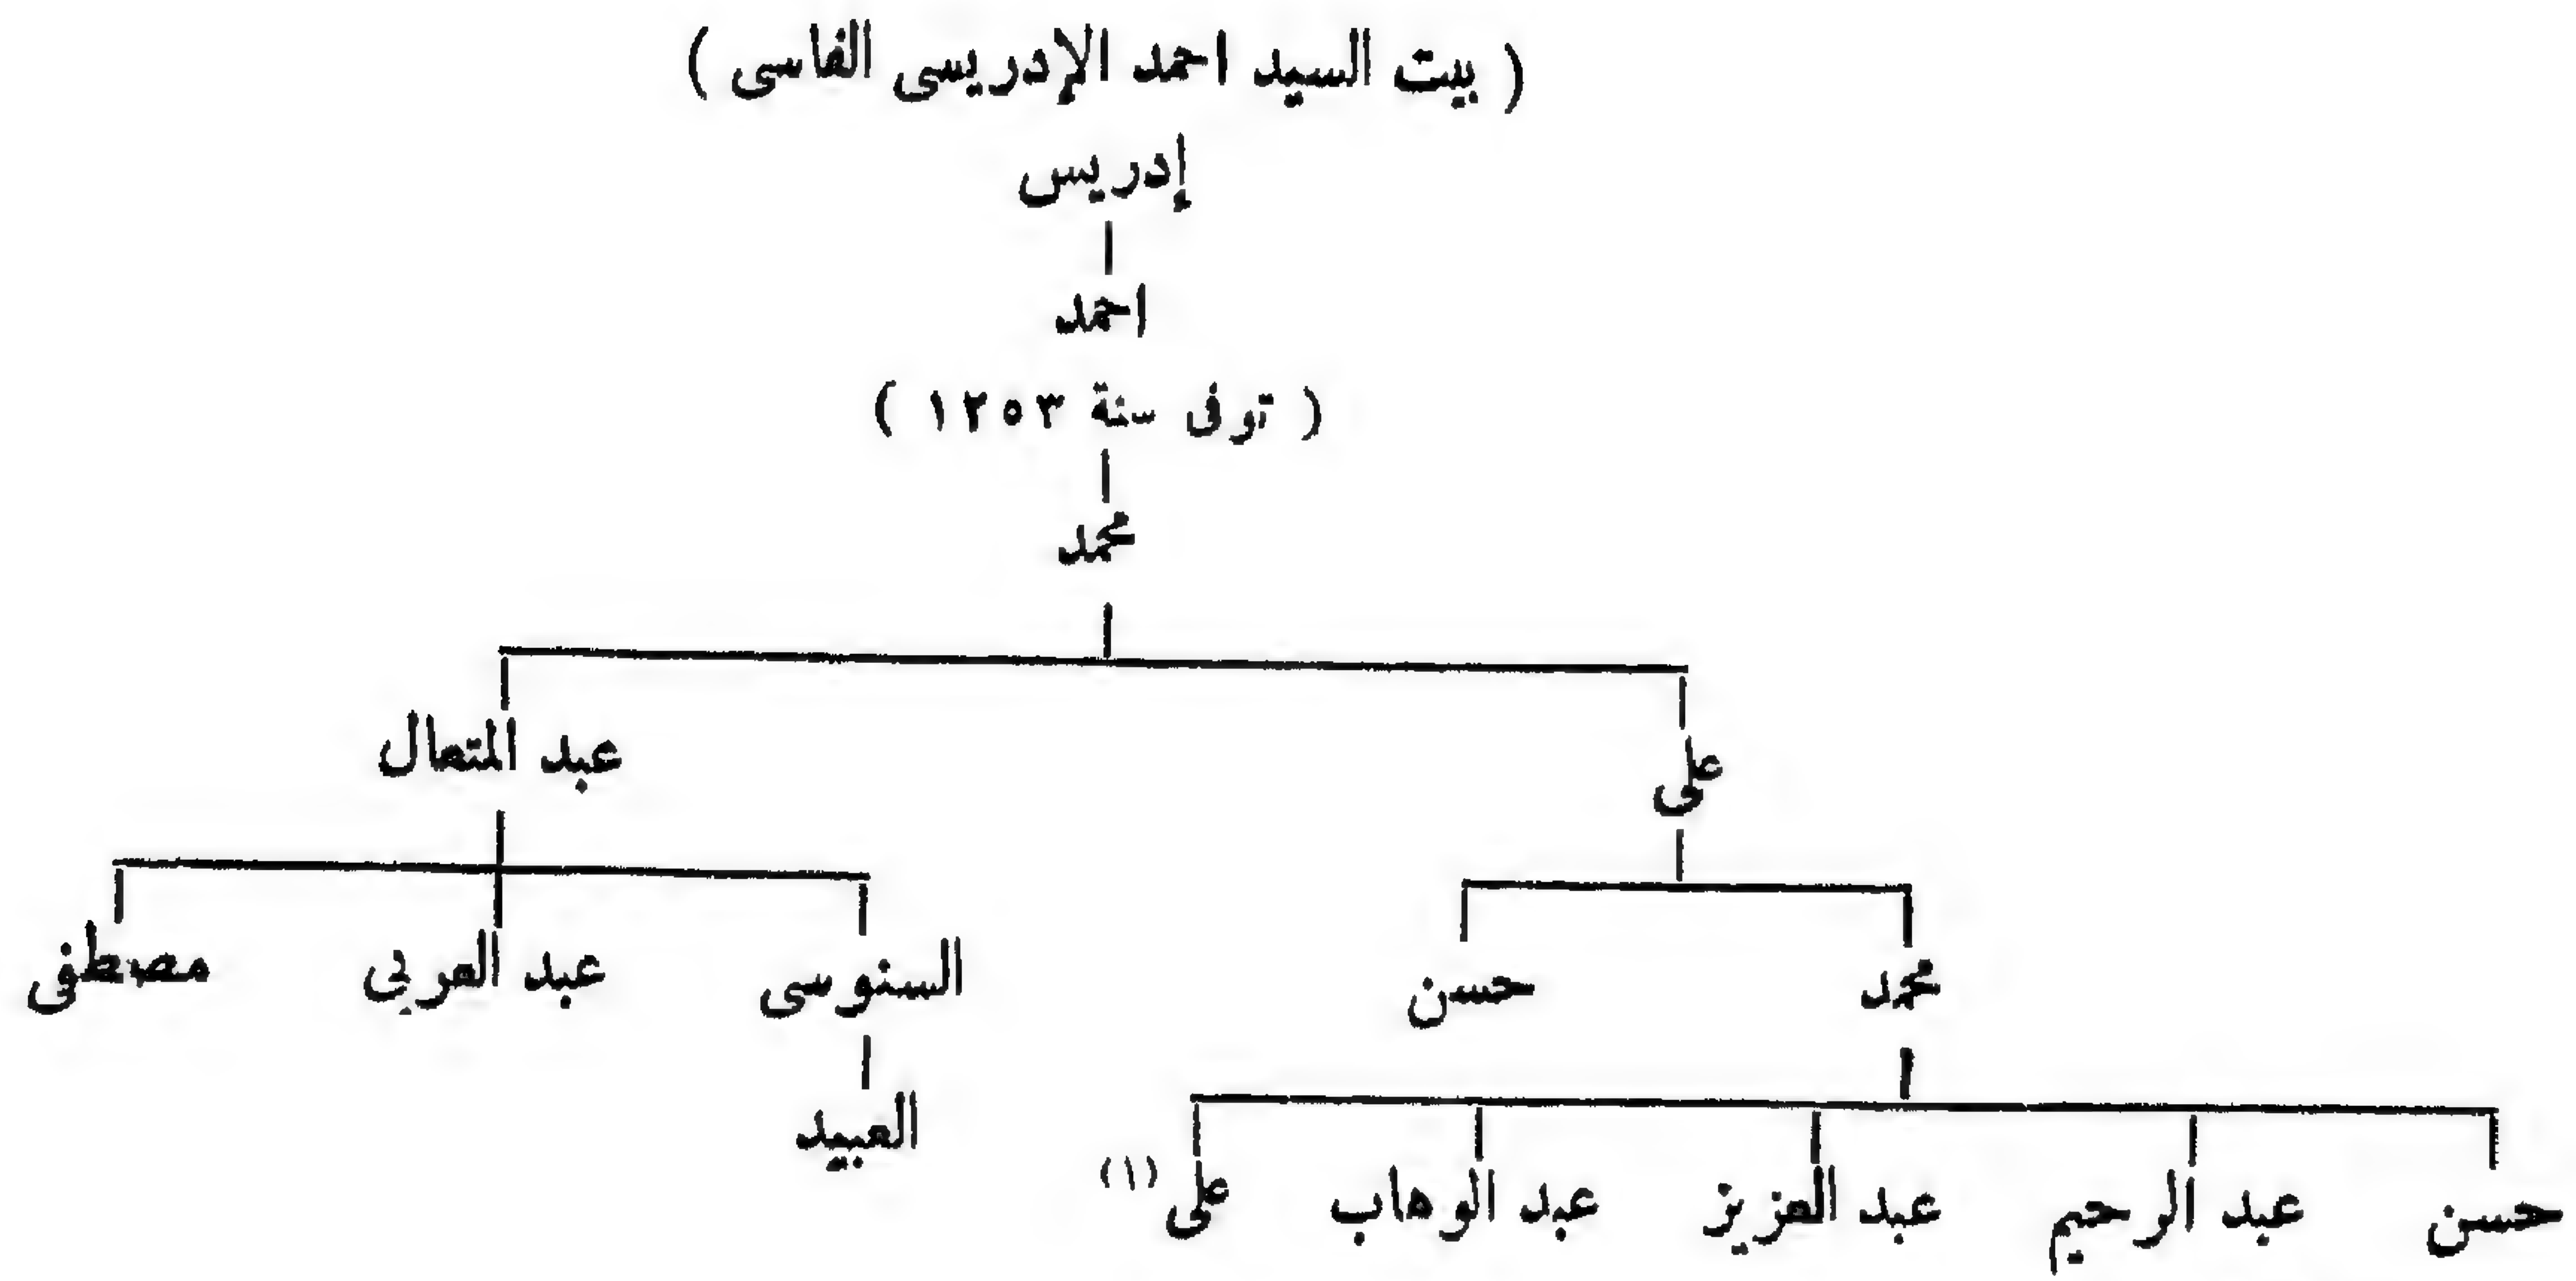 ( بيت السيد احمد الإدريسى الفاسى )
إدريس
احمد
( توفى سنة ١٢٥٣ )
محمد
على
عبد المتعال
محمد
حسن
السنوسى
عبد العربى
مصطفى
العبيد
حسن
عبد الرحيم
عبد العزيز
عبد الوهاب
على (١)